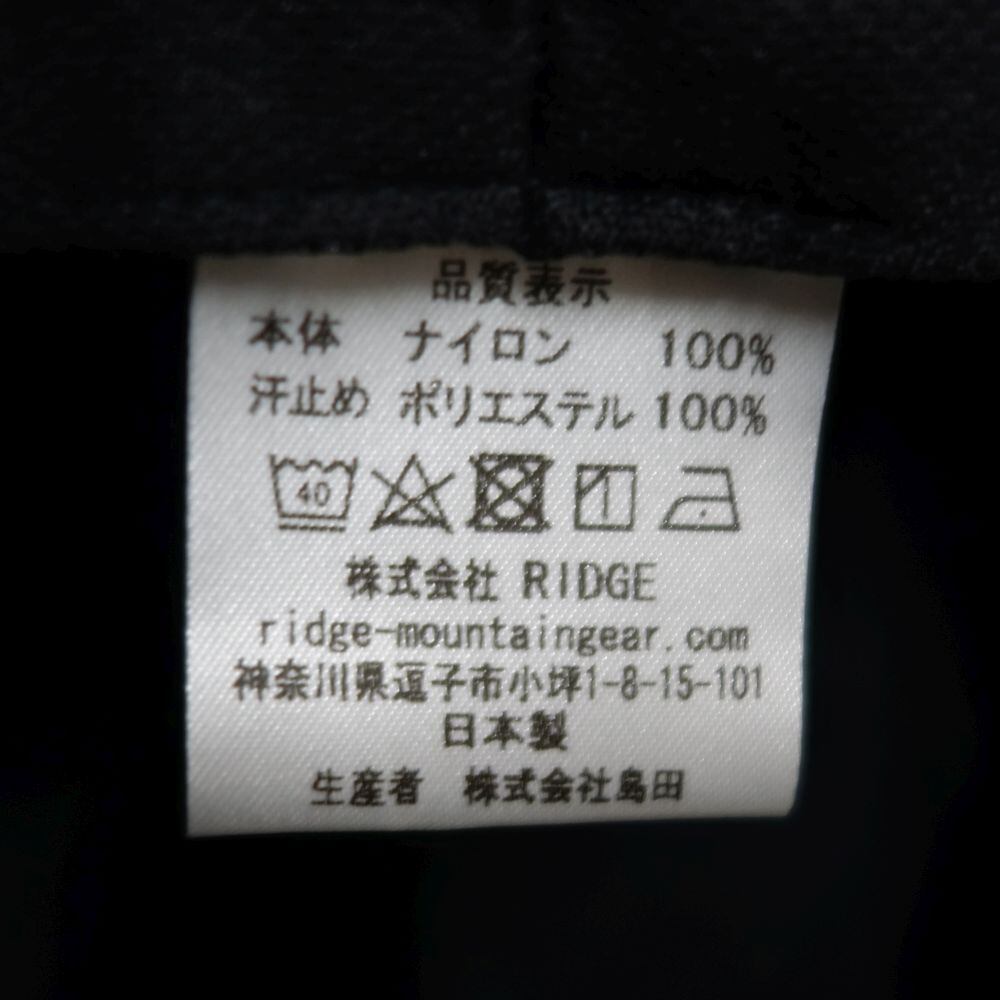 品質表示
本体 ナイロン 100%
汗止め ポリエステル 100%
40
株式会社 RIDGE
ridge-mountaingear.com
神奈川県逗子市小坪1-8-15-101
日本製
生産者 株式会社島田